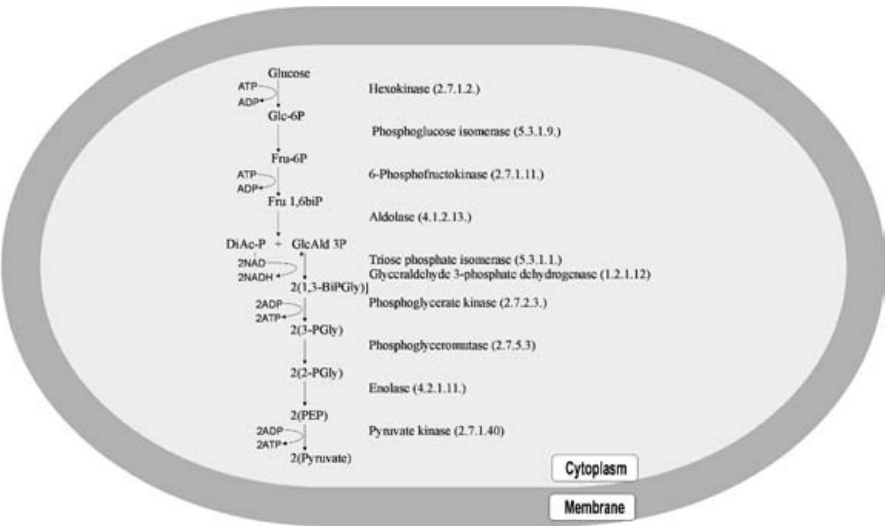 Glucose
ATP
Hexokinase (2.7.1.2.)
ADP
Glc-6P
Phosphoglucose isomerase (5.3.1.9.)
Fru-6P
ATP
6-Phosphofructokinase (2.7.1.11.)
ADP
Fru 1,6biP
Aldolase (4.1.2.13.)
DiAc-P + GlcAld 3P
2NAD
Triose phosphate isomerase (5.3.1.1.)
2NADH
Glyceraldehyde 3-phosphate dehydrogenase (1.2.1.12)
2(1,3-BiPGly)]
2ADP
Phosphoglycerate kinase (2.7.2.3.)
2ATP
2(3-PGly)
Phosphoglyceromutase (2.7.5.3)
2(2-PGly)
Enolase (4.2.1.11.)
2(PEP)
2ADP
Pyruvate kinase (2.7.1.40)
2ATP
2(Pyruvate)
Cytoplasm
Membrane